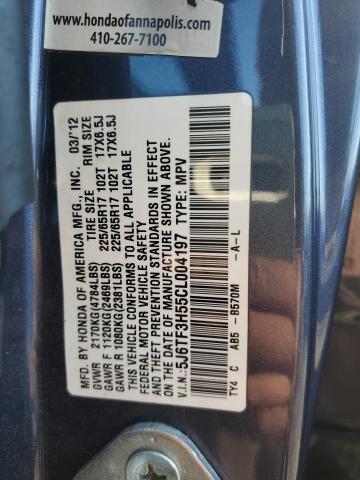 www.hondaofannapolis.com
410-267-7100
MFD. BY HONDA OF AMERICA MFG., INC. 03/'12
TIRE SIZE RIM SIZE
GVWR 2170KG(4784LBS)
GAWR F 1120KG(2469LBS) 225/65R17 102T 17X6.5J
GAWR R 1080KG(2381LBS) 225/65R17 102T 17X6.5J
THIS VEHICLE CONFORMS TO ALL APPLICABLE
FEDERAL MOTOR VEHICLE SAFETY
AND THEFT PREVENTION STANDARDS IN EFFECT
ON THE DATE OF MANUFACTURE SHOWN ABOVE.
V.I.N.:5J6TF3H55CL004197 TYPE: MPV
TY4 C AB5 - B570M -A-L